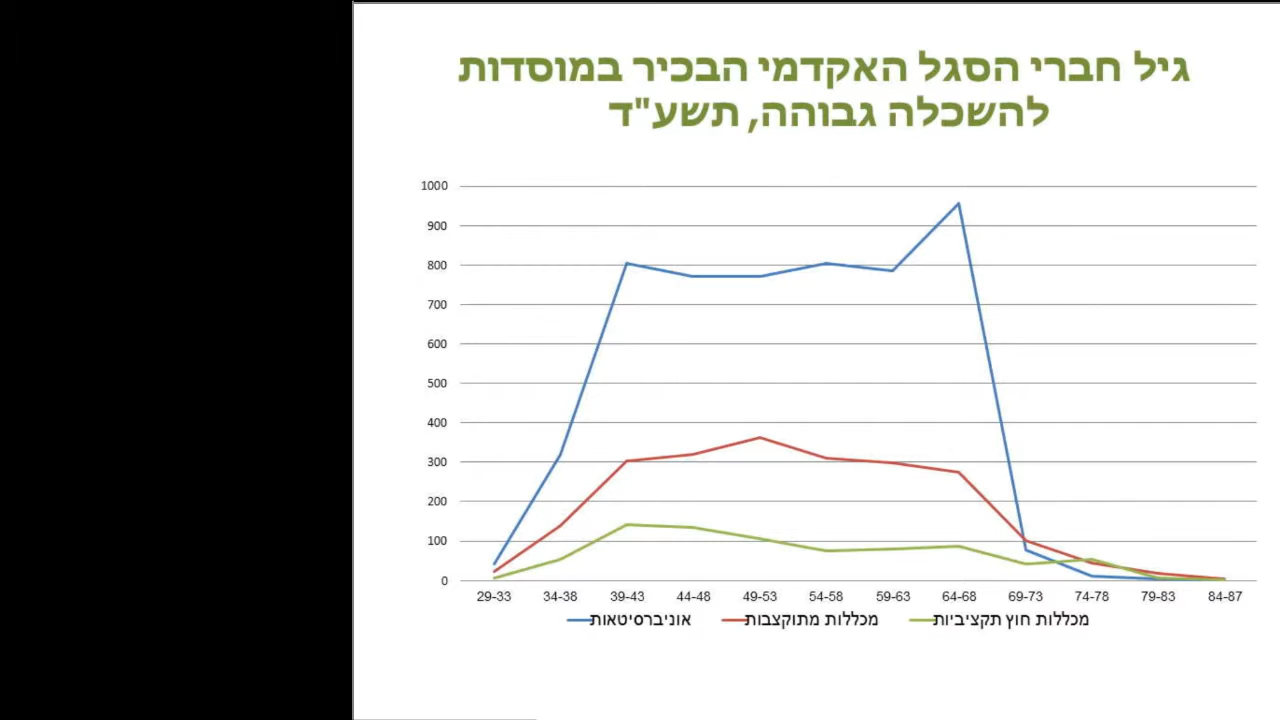 גיל חברי הסגל האקדמי הבכיר במוסדות
להשכלה גבוהה, תשע"ד
1000
900
800
700
600
500
400
300
200
100
0
29-33 34-38 39-43 44-48 49-53 54-58 59-63 64-68 69-73 74-78 79-83 84-87
אוניברסיטאות מכללות מתוקצבות מכללות חוץ תקציביות